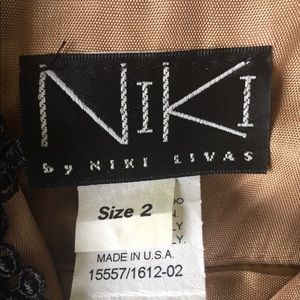 NIKI
by NIKI LIVAS
Size 2
MADE IN U.S.A.
15557/1612-02